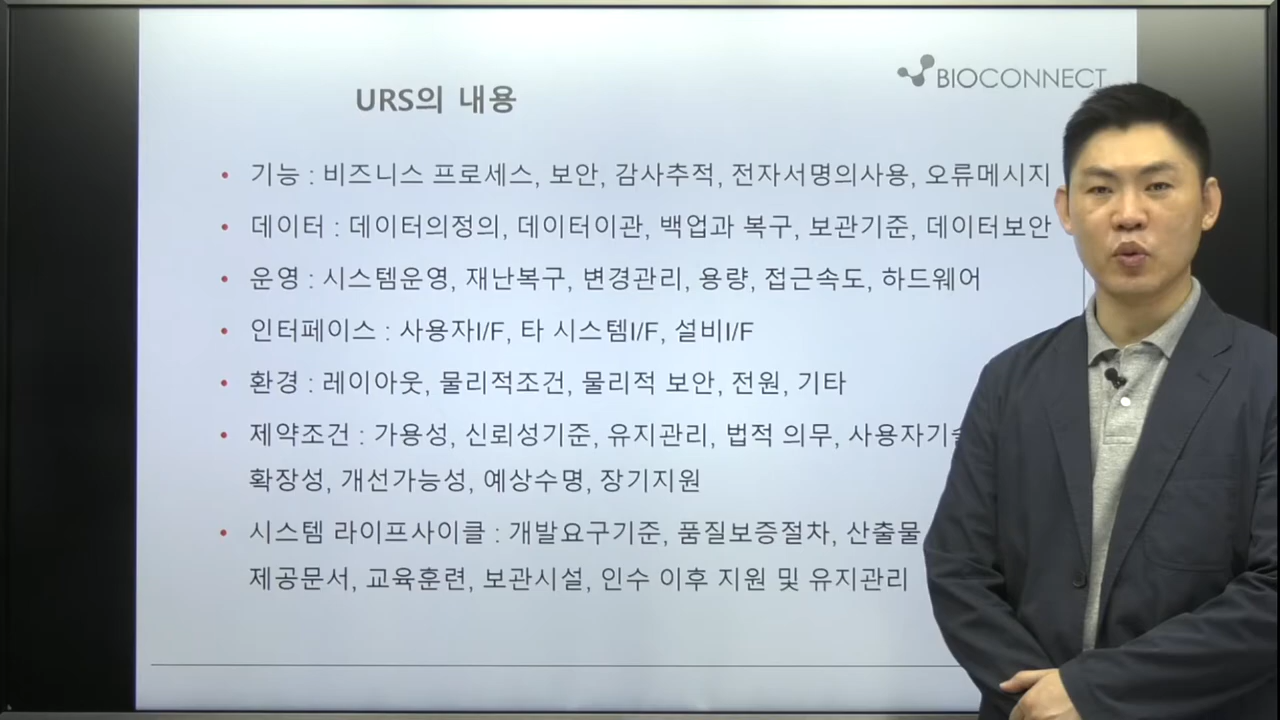 BIOCONNECT
URS의 내용
• 기능 : 비즈니스 프로세스, 보안, 감사추적, 전자서명의사용, 오류메시지
• 데이터 : 데이터의정의, 데이터이관, 백업과 복구, 보관기준, 데이터보안
• 운영 : 시스템운영, 재난복구, 변경관리, 용량, 접근속도, 하드웨어
• 인터페이스 : 사용자I/F, 타 시스템I/F, 설비I/F
• 환경 : 레이아웃, 물리적조건, 물리적 보안, 전원, 기타
• 제약조건 : 가용성, 신뢰성기준, 유지관리, 법적 의무,
확장성, 개선가능성, 예상수명, 장기지원
• 시스템 라이프사이클 : 개발요구기준, 품질보증절차, 산출물
제공문서, 교육훈련, 보관시설, 인수 이후 지원 및 유지관리